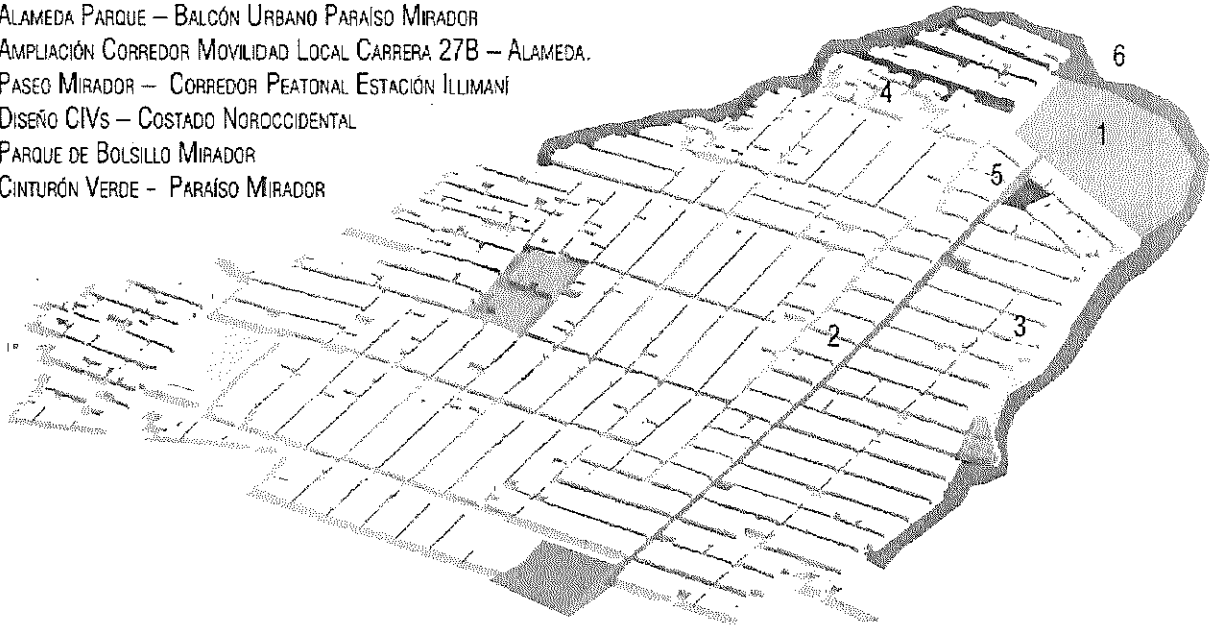 ALAMEDA PARQUE – BALCÓN URBANO PARAÍSO MIRADOR
AMPLIACIÓN CORREDOR MOVILIDAD LOCAL CARRERA 27B – ALAMEDA.
PASEO MIRADOR – CORREDOR PEATONAL ESTACIÓN ILLIMANÍ
DISEÑO CIVS – COSTADO NOROCCIDENTAL
PARQUE DE BOLSILLO MIRADOR
CINTURÓN VERDE - PARAÍSO MIRADOR
6
4
1
5
2
3